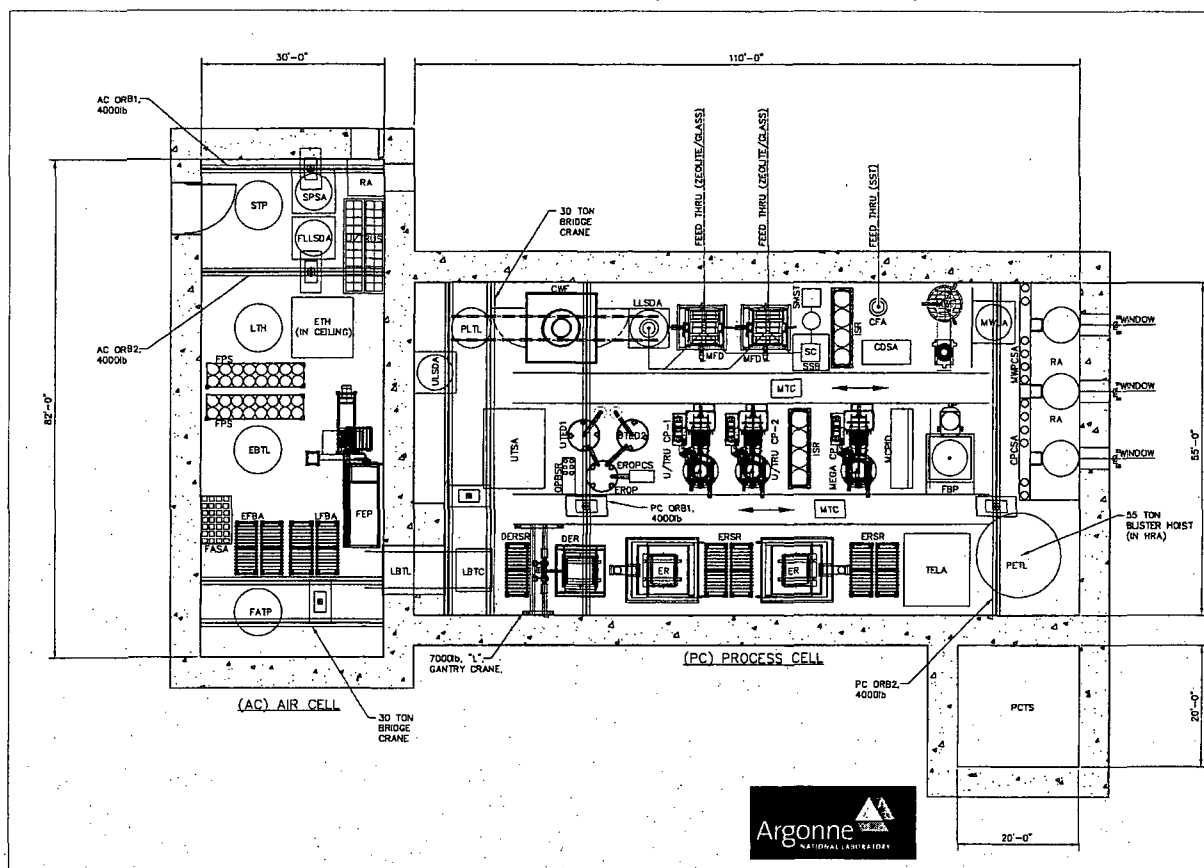 30'-0"
110'-0"
AC ORB1,
4000lb
FEED THRU (ZEOLITE/GLASS)
FEED THRU (ZEOLITE/GLASS)
FEED THRU (SST)
RA
STP
SPSA
30 TON
BRIDGE
CRANE
FLLSDA
CWF
LLSDA
SMST
ISR
CFA
LTH
ETH
(IN CEILING)
PLTL
MFD
MFD
SC
SSB
CDSA
MWPCSA
WINDOW
RA
AC ORB2,
4000lb
FPS
ULSDA
MTC
WINDOW
FPS
RA
82'-0"
55'-0"
EBTL
UTSA
UTED1
UTED2
OPBSR
EROPCS
EROP
U/TRU CP-1
U/TRU CP-2
ISR
MEGA CP
FBP
CPCSA
WINDOW
FEP
PC ORB1,
4000lb
MTC
55 TON
BLISTER HOIST
(IN HRA)
FASA
EFBA
LFBA
LBTL
LBTC
DERSR
DER
ER
ERSR
ER
ERSR
TELA
PETL
FATP
7000lb, "L",
GANTRY CRANE,
(PC) PROCESS CELL
PC ORB2,
4000lb
(AC) AIR CELL
30 TON
BRIDGE
CRANE
PCTS
20'-0"
20'-0"
Argonne
NATIONAL LABORATORY